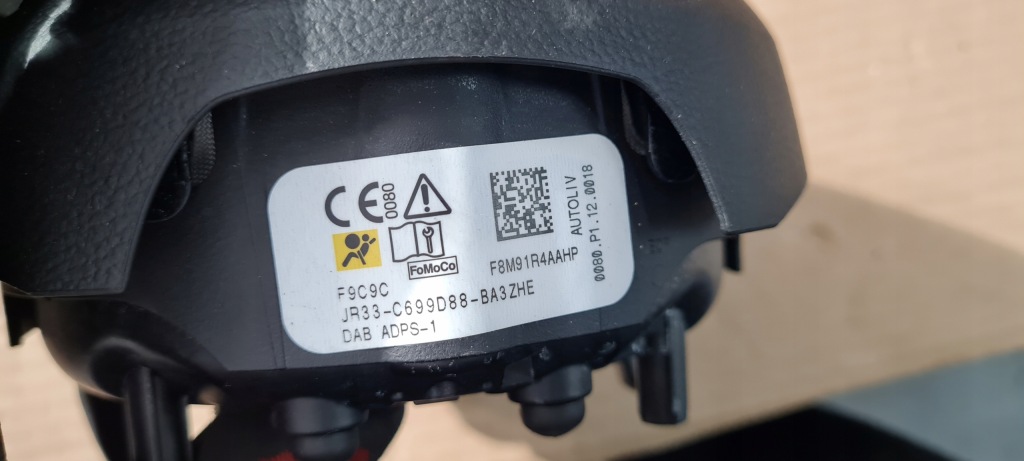 CE 0080
FoMoCo
F9C9C
JR33-C699D88-BA3ZHE
DAB ADPS-1
F8M91R4AAHP
AUTOLIV
0080.P1.12.0018